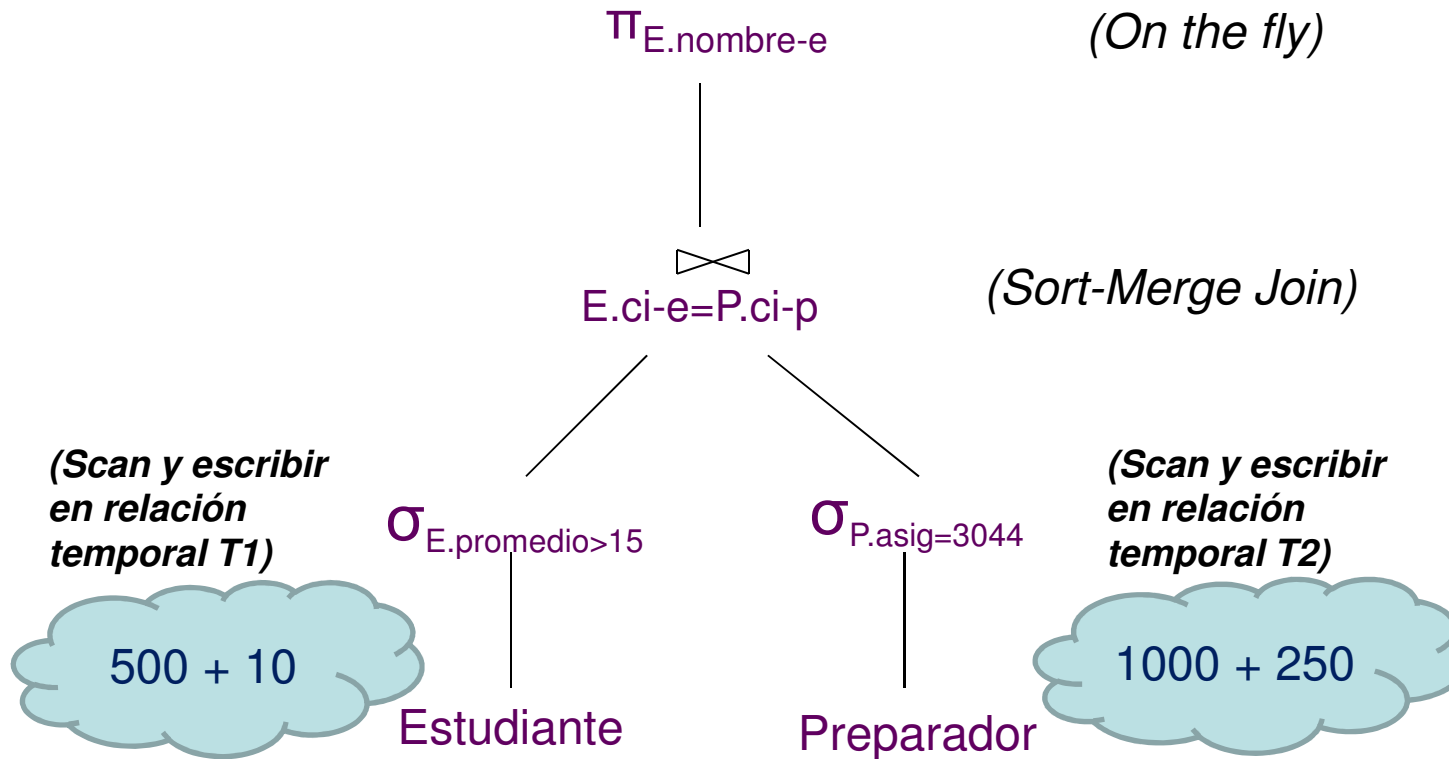 πE.nombre-e
(On the fly)
⋈
E.ci-e=P.ci-p
(Sort-Merge Join)
(Scan y escribir
en relación
temporal T1)
σE.promedio>15
σP.asig=3044
(Scan y escribir
en relación
temporal T2)
500 + 10
1000 + 250
Estudiante
Preparador